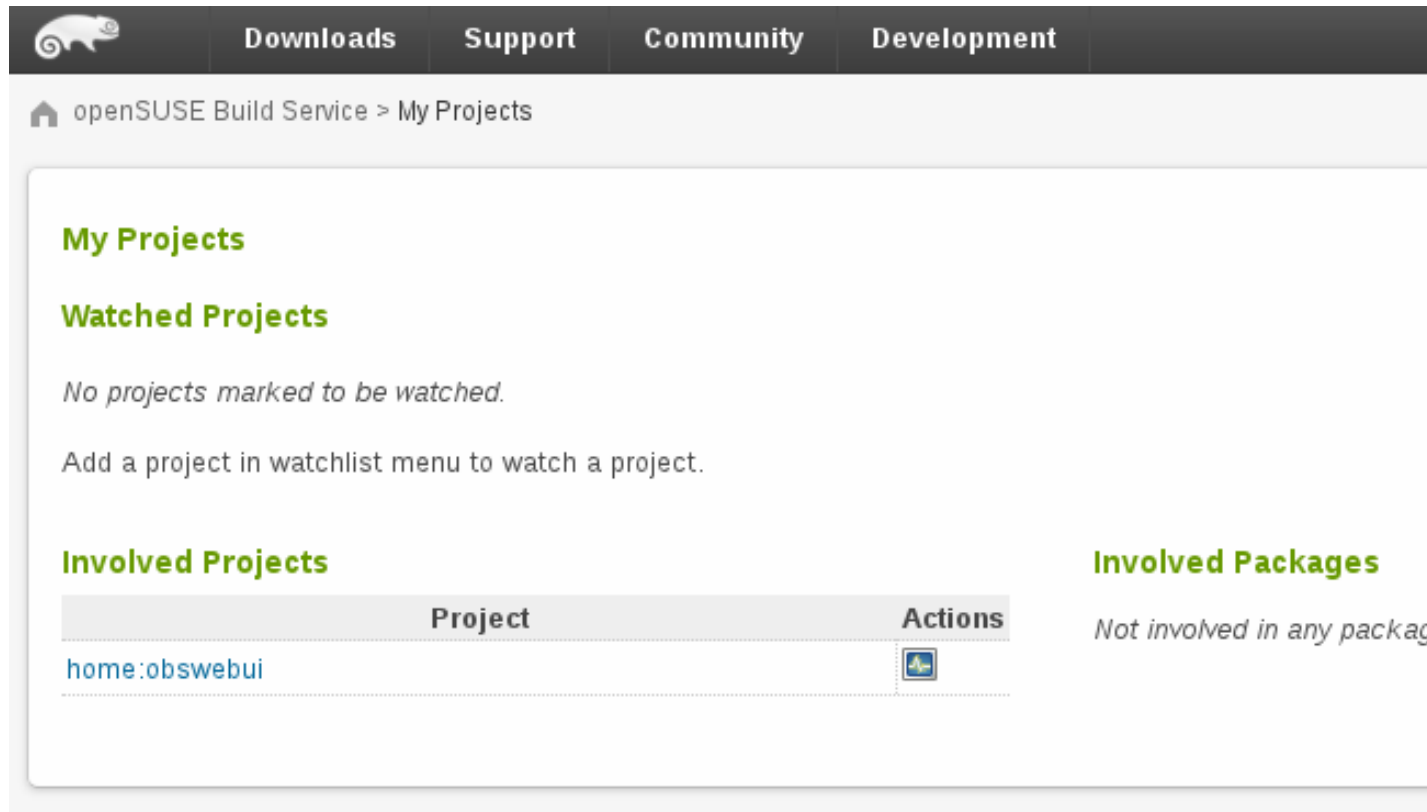 Downloads Support Community Development
openSUSE Build Service > My Projects
My Projects
Watched Projects
No projects marked to be watched.
Add a project in watchlist menu to watch a project.
Involved Projects
Project Actions
home:obswebui
Involved Packages
Not involved in any